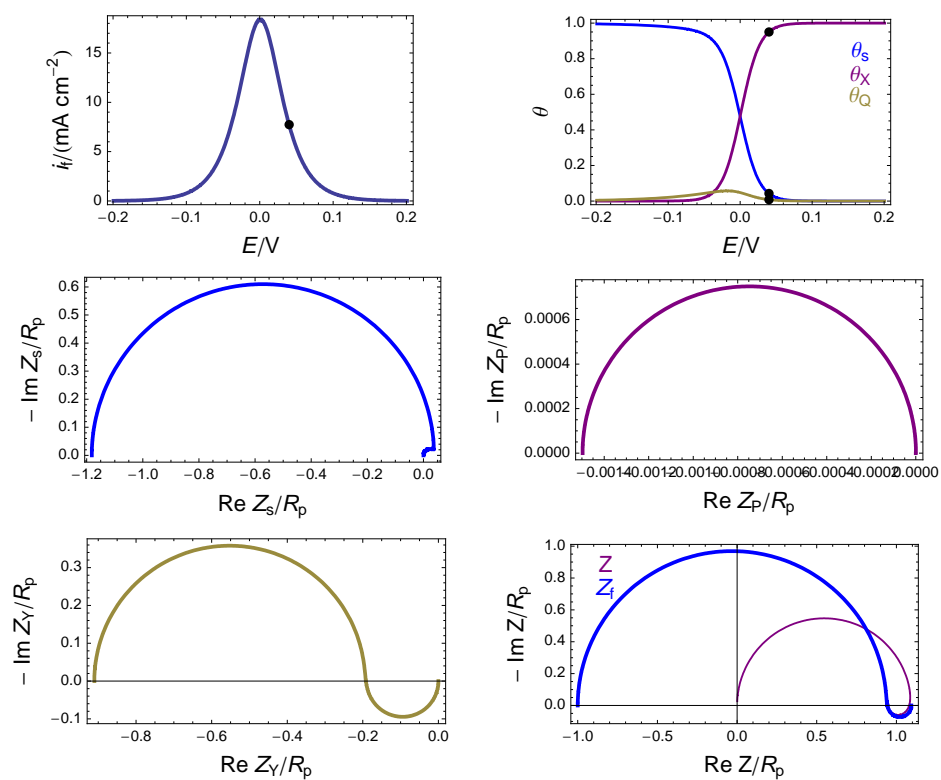 15
10
5
0
−0.2 −0.1 0.0 0.1 0.2
i_f/(mA cm⁻²)
E/V
1.0
0.8
0.6
0.4
0.2
0.0
−0.2 −0.1 0.0 0.1 0.2
θ
E/V
θ_s
θ_X
θ_Q
0.6
0.5
0.4
0.3
0.2
0.1
0.0
−1.2 −1.0 −0.8 −0.6 −0.4 −0.2 0.0
− Im Z_s/R_p
Re Z_s/R_p
0.0006
0.0004
0.0002
0.0000
− Im Z_P/R_p
Re Z_P/R_p
0.3
0.2
0.1
0.0
−0.1
−0.8 −0.6 −0.4 −0.2 0.0
− Im Z_Y/R_p
Re Z_Y/R_p
1.0
0.8
0.6
0.4
0.2
0.0
−1.0 −0.5 0.0 0.5 1.0
− Im Z/R_p
Re Z/R_p
Z
Z_f